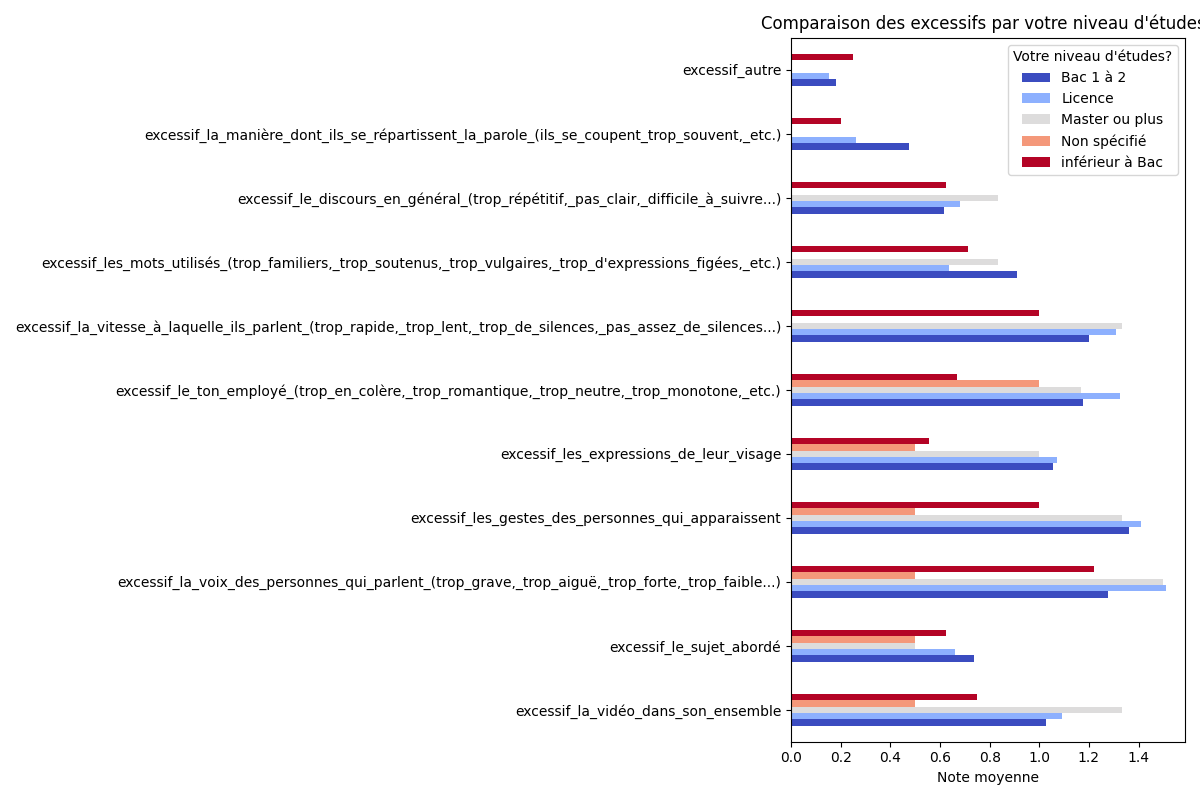 Comparaison des excessifs par votre niveau d'études
Votre niveau d'études?
Bac 1 à 2
Licence
Master ou plus
Non spécifié
inférieur à Bac
excessif_autre
excessif_la_manière_dont_ils_se_répartissent_la_parole_(ils_se_coupent_trop_souvent,_etc.)
excessif_le_discours_en_général_(trop_répétitif,_pas_clair,_difficile_à_suivre...)
excessif_les_mots_utilisés_(trop_familiers,_trop_soutenus,_trop_vulgaires,_trop_d'expressions_figées,_etc.)
excessif_la_vitesse_à_laquelle_ils_parlent_(trop_rapide,_trop_lent,_trop_de_silences,_pas_assez_de_silences...)
excessif_le_ton_employé_(trop_en_colère,_trop_romantique,_trop_neutre,_trop_monotone,_etc.)
excessif_les_expressions_de_leur_visage
excessif_les_gestes_des_personnes_qui_apparaissent
excessif_la_voix_des_personnes_qui_parlent_(trop_grave,_trop_aiguë,_trop_forte,_trop_faible...)
excessif_le_sujet_abordé
excessif_la_vidéo_dans_son_ensemble
0.0 0.2 0.4 0.6 0.8 1.0 1.2 1.4
Note moyenne